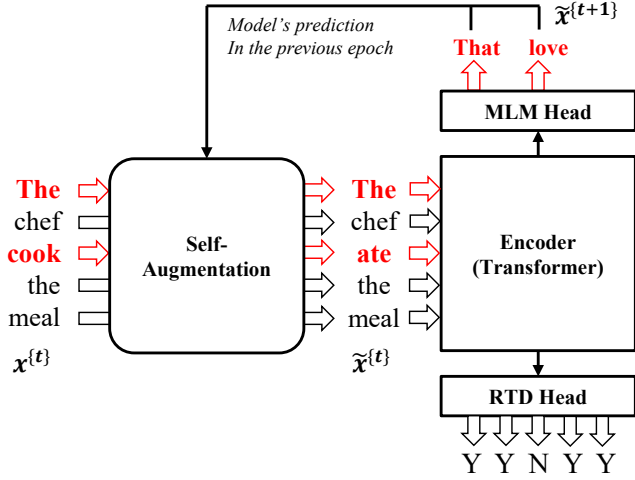 x̃^{t+1}
Model's prediction
In the previous epoch
That love
MLM Head
The
chef
cook
the
meal
x^{t}
Self-
Augmentation
The
chef
ate
the
meal
x̃^{t}
Encoder
(Transformer)
RTD Head
Y Y N Y Y